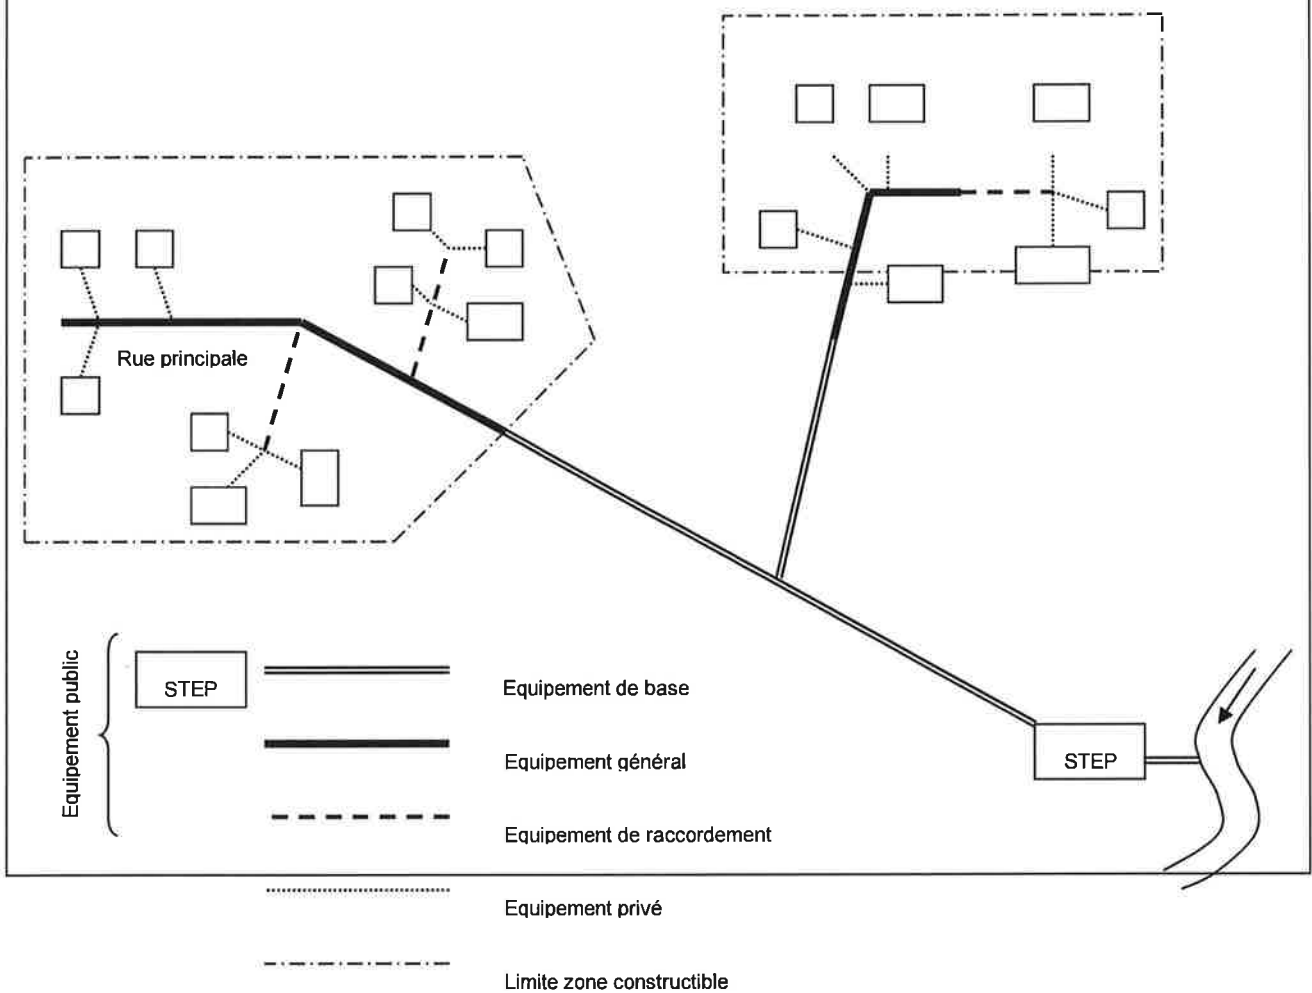 Rue principale
Equipement public
STEP
Equipement de base
Equipement général
STEP
Equipement de raccordement
Equipement privé
Limite zone constructible